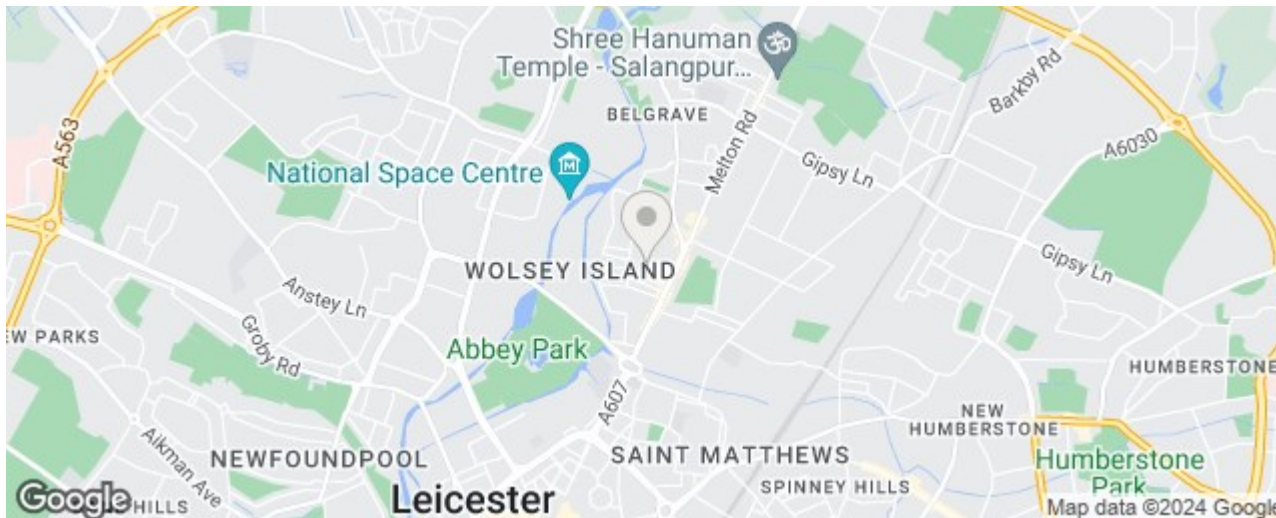 Shree Hanuman
Temple - Salangpur...
BELGRAVE
Barkby Rd
A563
Melton Rd
A6030
National Space Centre
M
Gipsy Ln
WOLSEY ISLAND
Gipsy Ln
Anstey Ln
Groby Rd
EW PARKS
Abbey Park
HUMBERSTONE
A607
NEW
HUMBERSTONE
Aikman Ave
NEWFOUNDPOOL
SAINT MATTHEWS
Humberstone
Park
SPINNEY HILLS
Google
HILLS
Leicester
Map data ©2024 Google